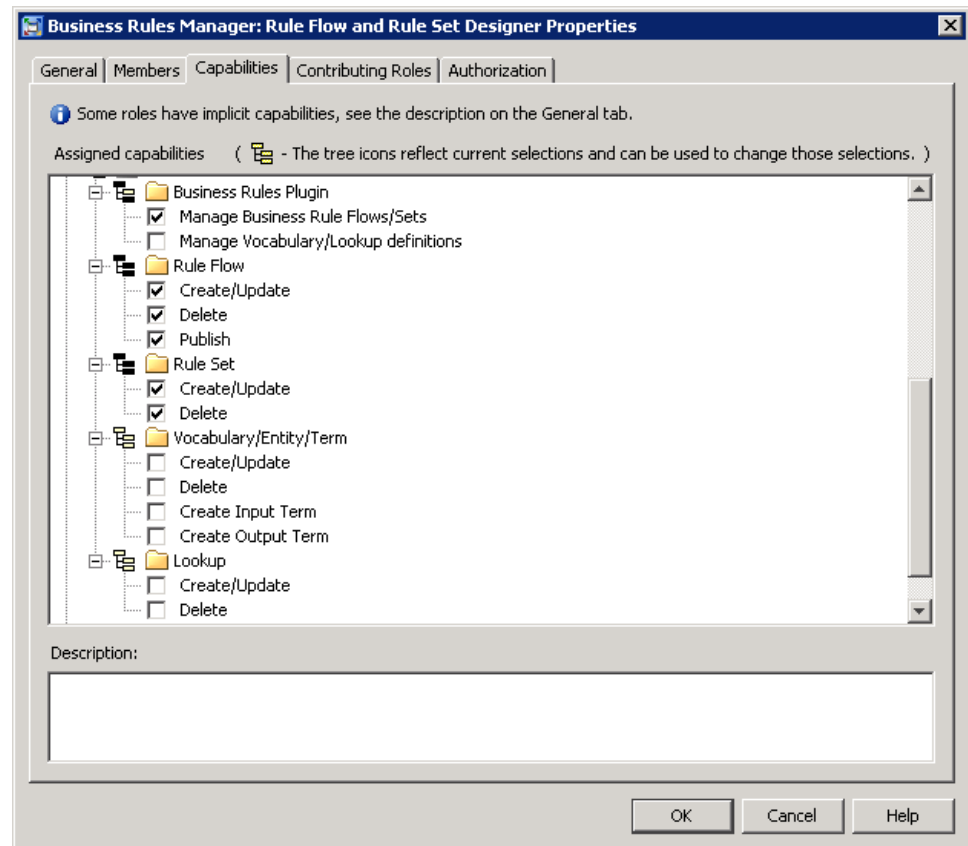 Business Rules Manager: Rule Flow and Rule Set Designer Properties
General Members Capabilities Contributing Roles Authorization
Some roles have implicit capabilities, see the description on the General tab.
Assigned capabilities ( - The tree icons reflect current selections and can be used to change those selections. )
Business Rules Plugin
Manage Business Rule Flows/Sets
Manage Vocabulary/Lookup definitions
Rule Flow
Create/Update
Delete
Publish
Rule Set
Create/Update
Delete
Vocabulary/Entity/Term
Create/Update
Delete
Create Input Term
Create Output Term
Lookup
Create/Update
Delete
Description:
OK Cancel Help